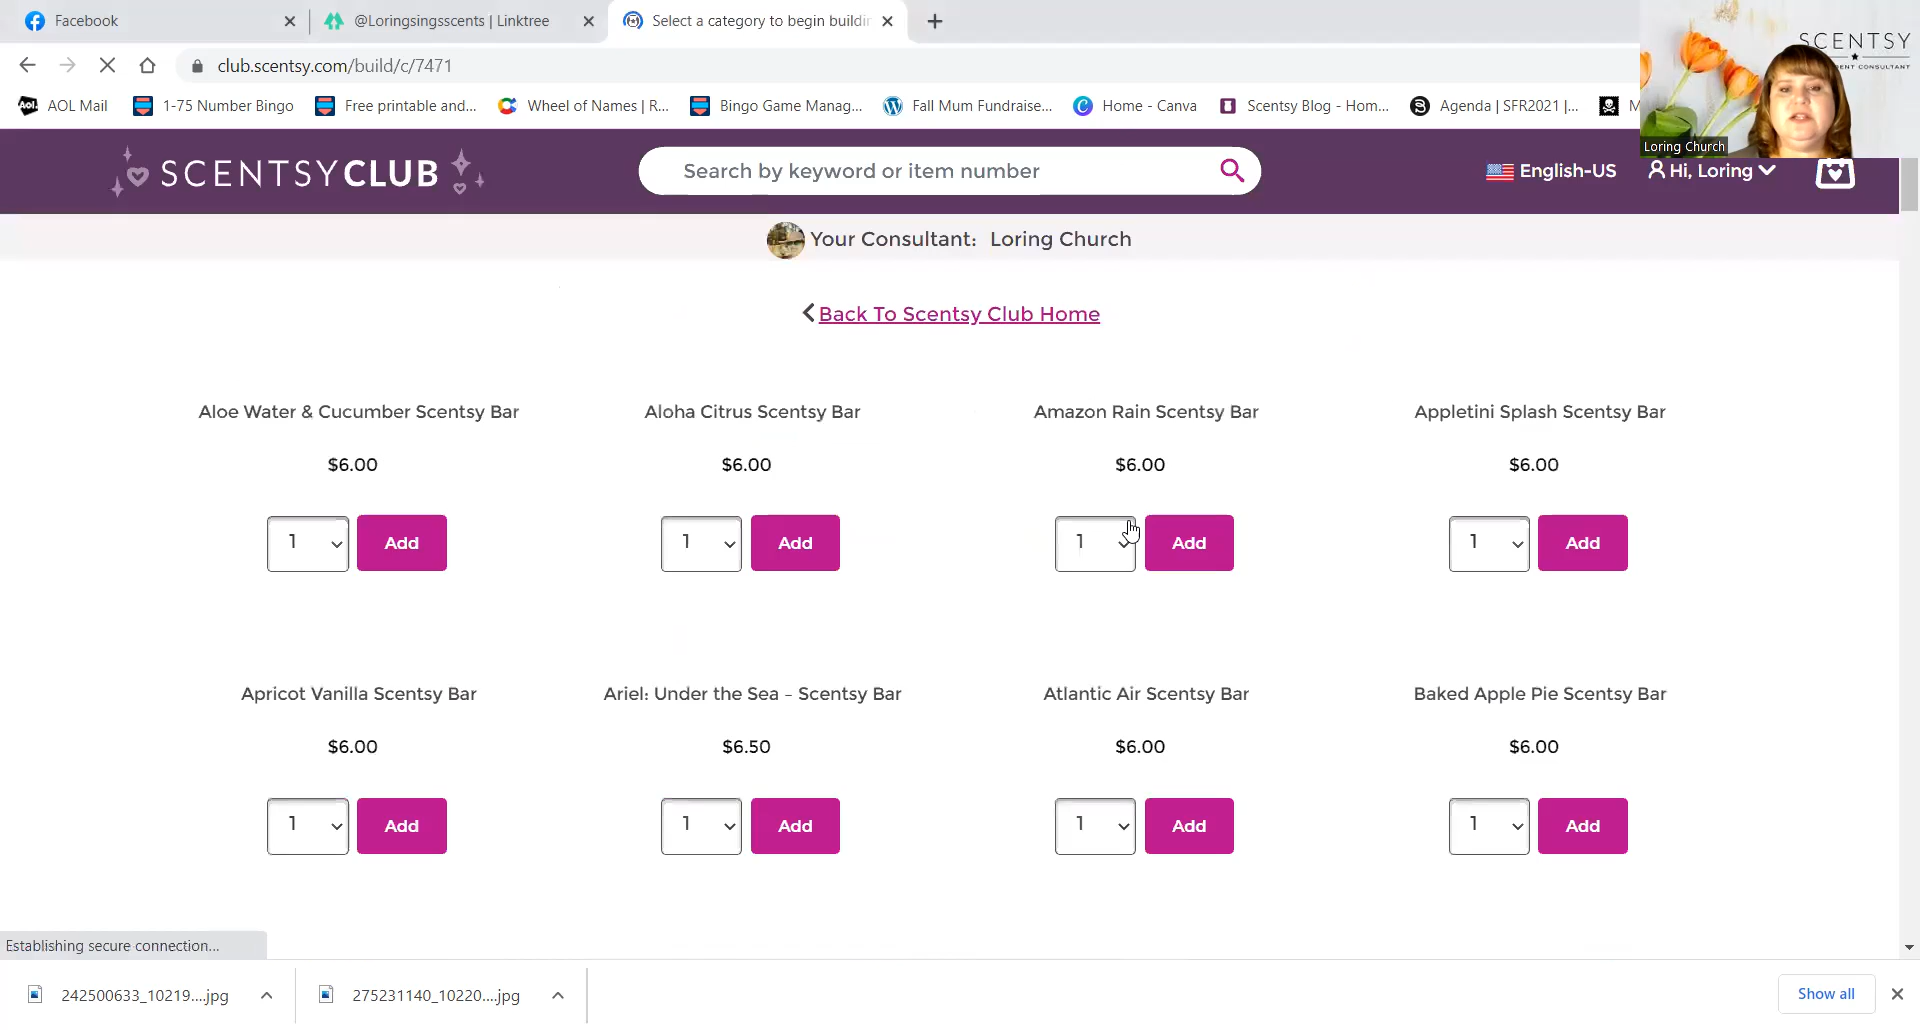 Facebook
@Loringsingsscents | Linktree
Select a category to begin buildin
club.scentsy.com/build/c/7471
AOL Mail
1-75 Number Bingo
Free printable and...
Wheel of Names | R...
Bingo Game Manag...
Fall Mum Fundraise...
Home - Canva
Scentsy Blog - Hom...
Agenda | SFR2021 |...
M
SCENTSY
Loring Church
SCENTSYCLUB
Search by keyword or item number
English-US
Hi, Loring
Your Consultant: Loring Church
Back To Scentsy Club Home
Aloe Water & Cucumber Scentsy Bar
Aloha Citrus Scentsy Bar
Amazon Rain Scentsy Bar
Appletini Splash Scentsy Bar
$6.00
$6.00
$6.00
$6.00
1 Add
1 Add
1 Add
1 Add
Apricot Vanilla Scentsy Bar
Ariel: Under the Sea – Scentsy Bar
Atlantic Air Scentsy Bar
Baked Apple Pie Scentsy Bar
$6.00
$6.50
$6.00
$6.00
1 Add
1 Add
1 Add
1 Add
Establishing secure connection...
242500633_10219....jpg
275231140_10220....jpg
Show all